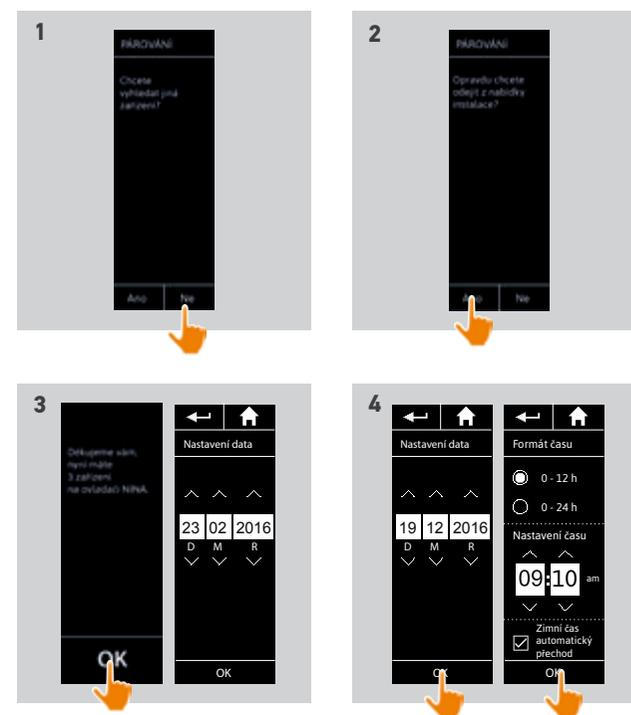 1
PÁROVÁNÍ
Chcete
vyhledat jiná
zařízení?
Ano Ne
2
PÁROVÁNÍ
Opravdu chcete
odejít z nabídky
instalace?
Ano Ne
3
Děkujeme vám,
nyní máte
3 zařízení
na ovladači NINA.
OK
Nastavení data
23 02 2016
D M R
OK
4
Nastavení data
19 12 2016
D M R
OK
Formát času
0 - 12 h
0 - 24 h
Nastavení času
09:10 am
Zimní čas
automatický
přechod
OK